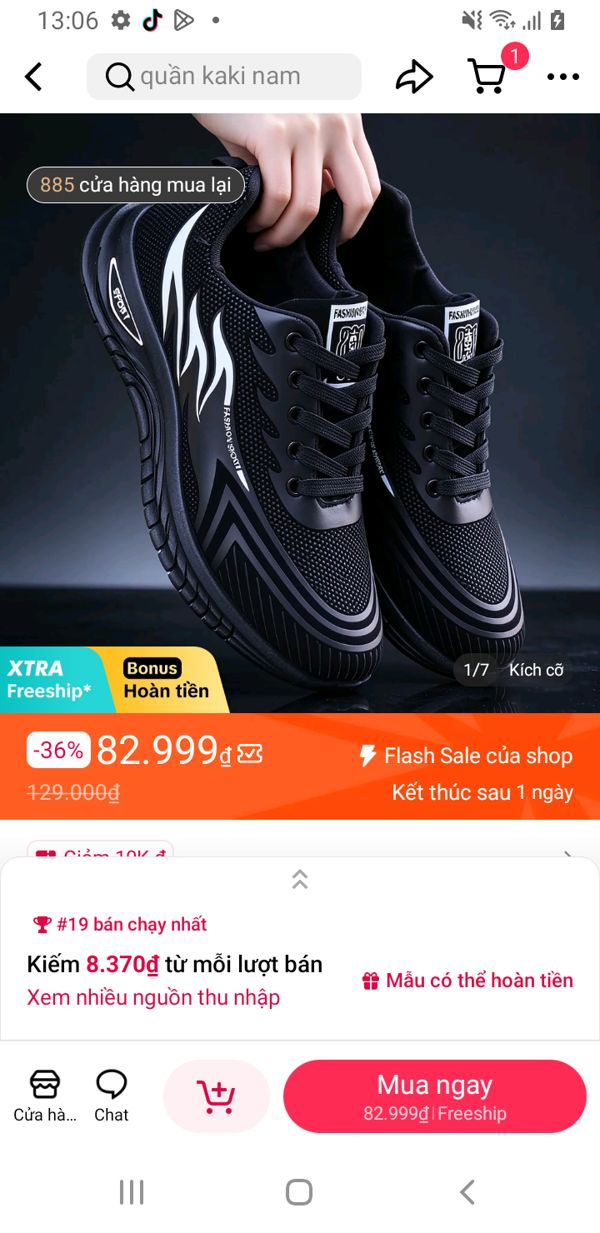 13:06
1
quần kaki nam
885 cửa hàng mua lại
SPORT
FASHION SPORT
XTRA
Freeship*
Bonus
Hoàn tiền
1/7 Kích cỡ
-36% 82.999₫
129.000₫
Flash Sale của shop
Kết thúc sau 1 ngày
Giảm 10K ₫
#19 bán chạy nhất
Kiếm 8.370₫ từ mỗi lượt bán
Xem nhiều nguồn thu nhập
Mẫu có thể hoàn tiền
Cửa hà...
Chat
Mua ngay
82.999₫ | Freeship